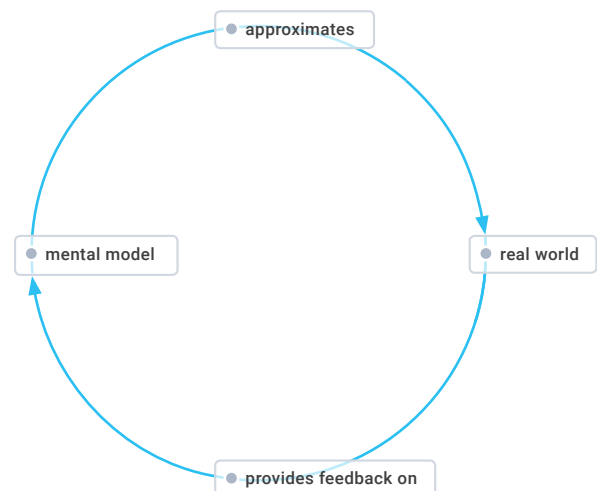 approximates
mental model
real world
provides feedback on